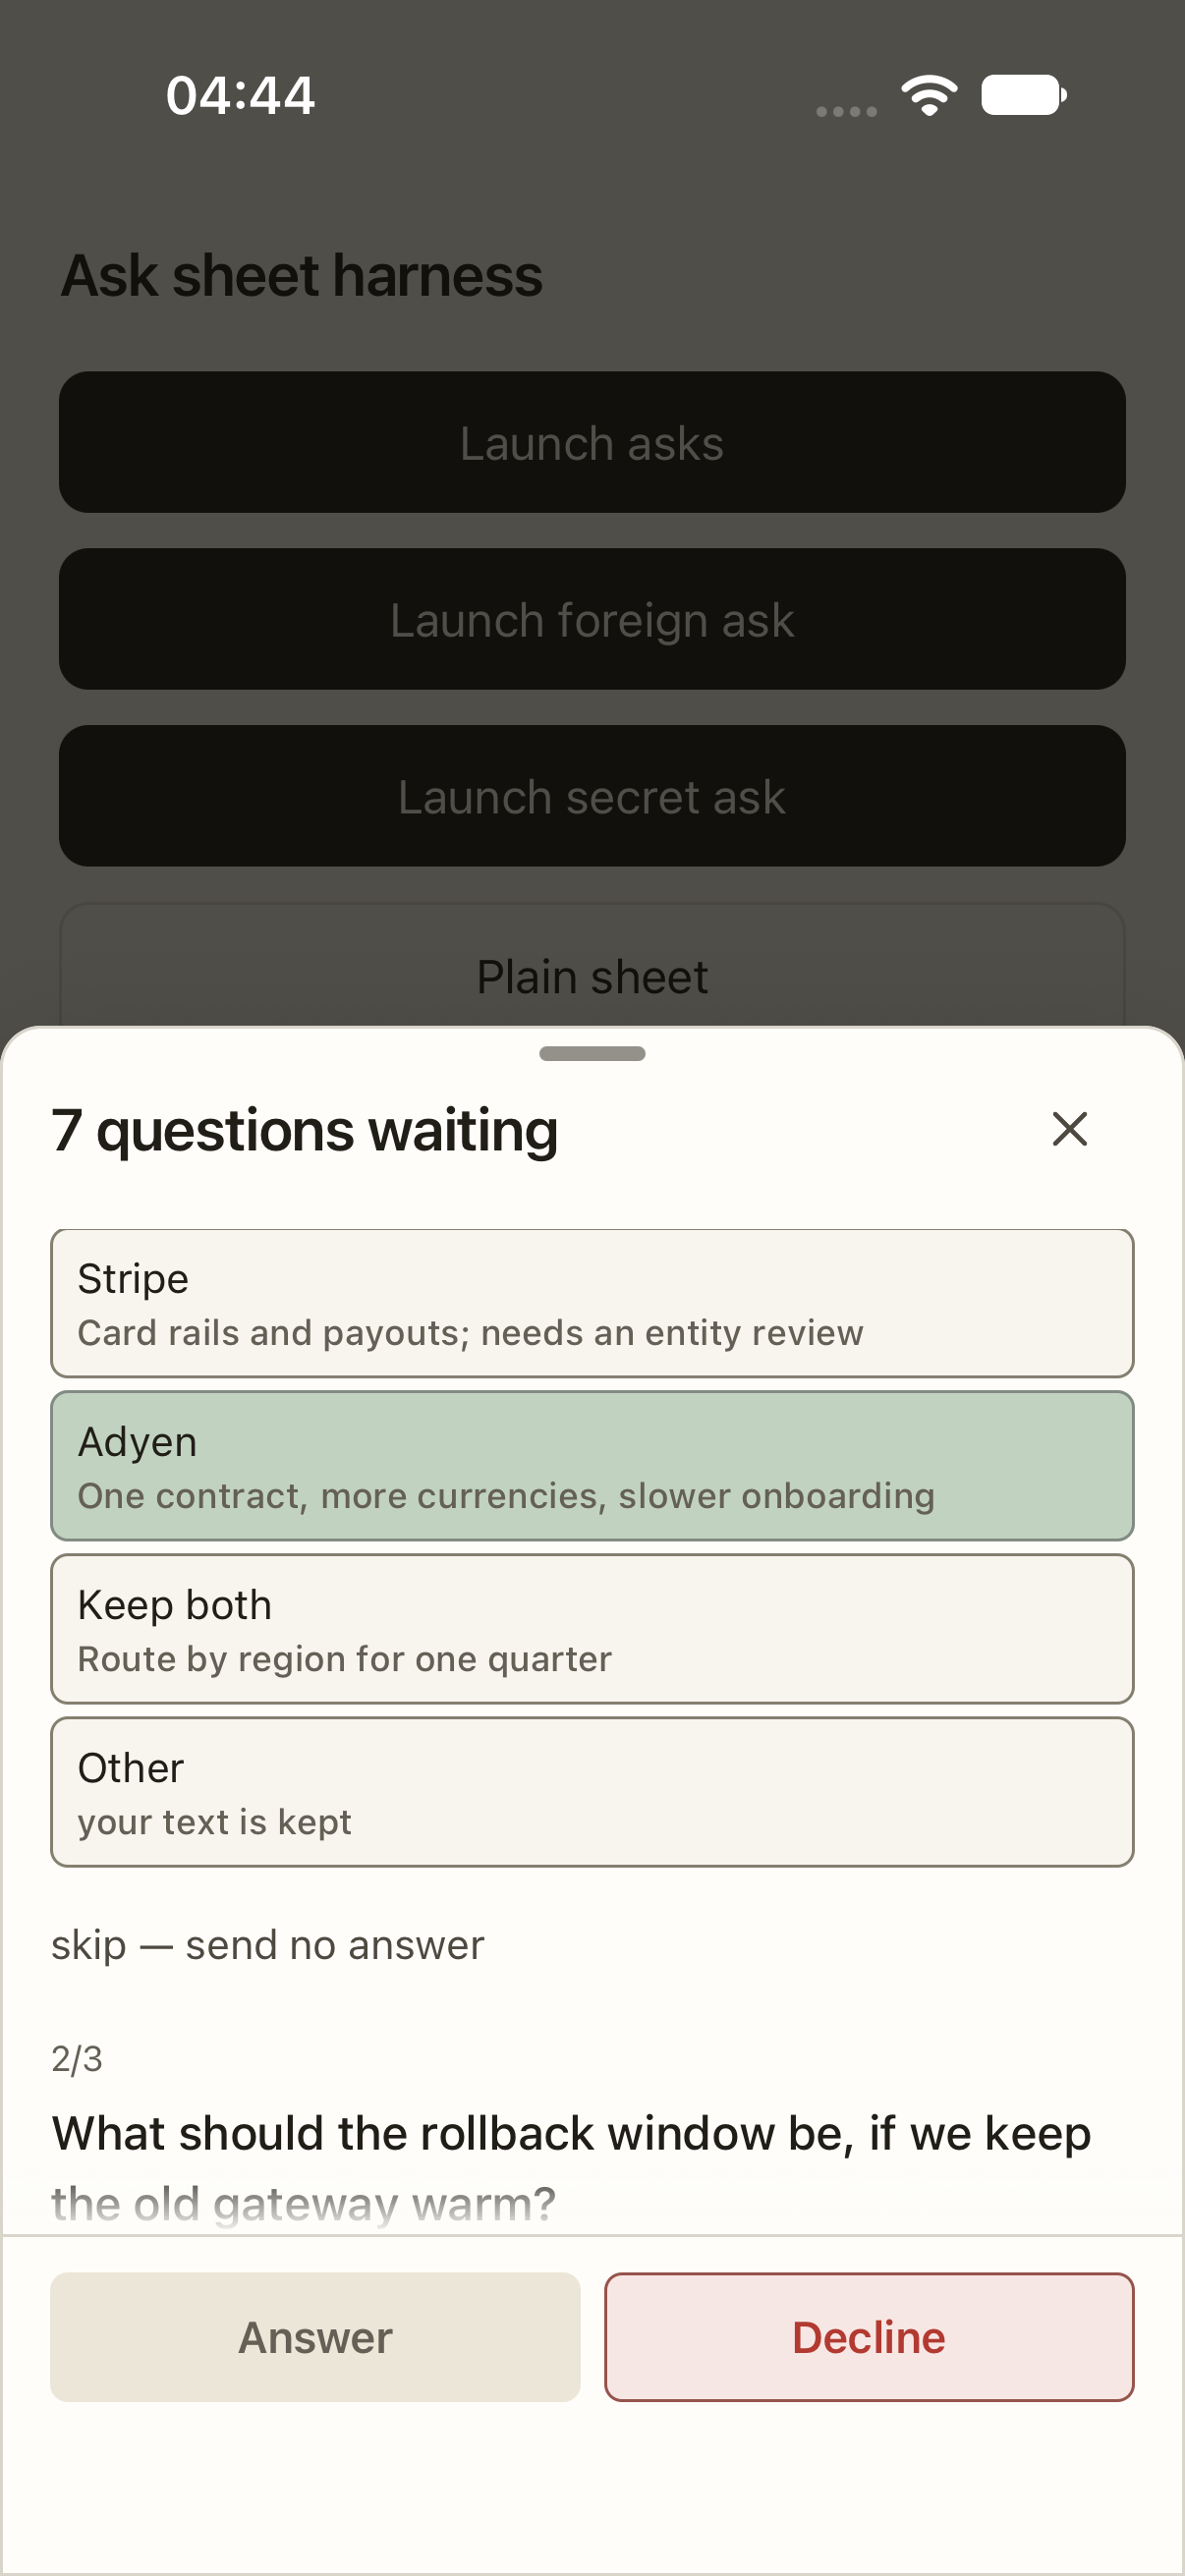 04:44
Ask sheet harness
Launch asks
Launch foreign ask
Launch secret ask
Plain sheet
7 questions waiting
Stripe
Card rails and payouts; needs an entity review
Adyen
One contract, more currencies, slower onboarding
Keep both
Route by region for one quarter
Other
your text is kept
skip — send no answer
2/3
What should the rollback window be, if we keep
the old gateway warm?
Answer
Decline